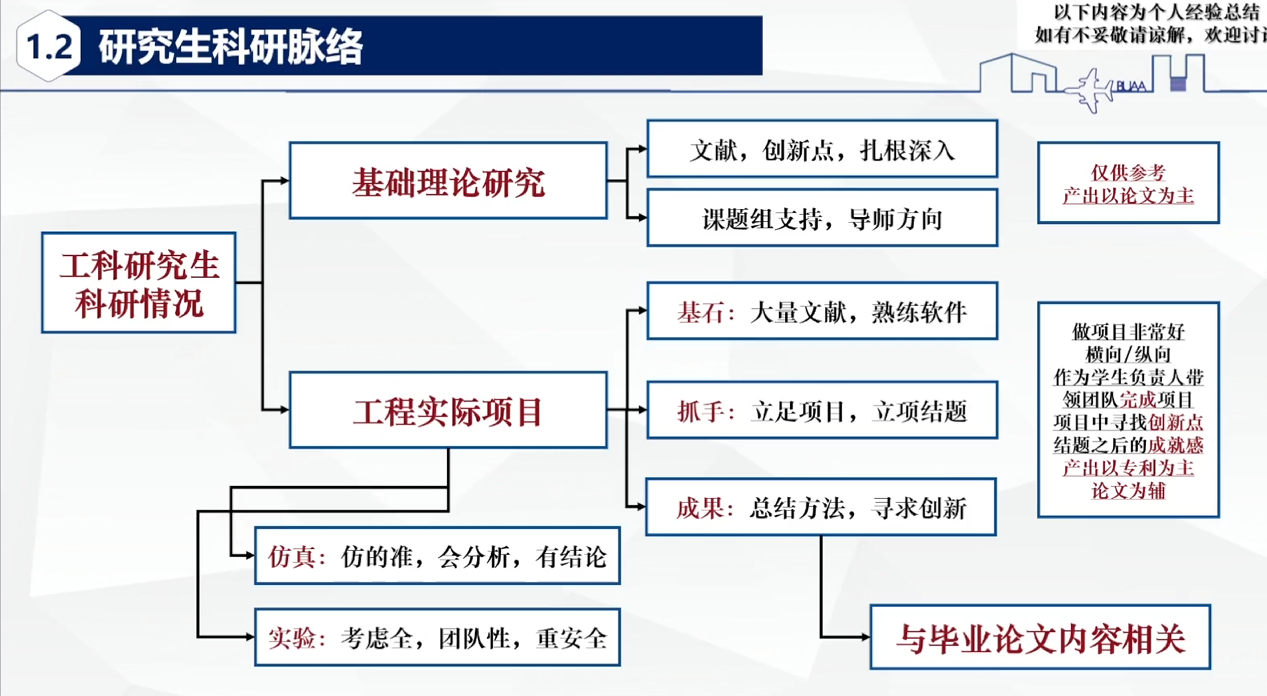 1.2 研究生科研脉络
以下内容为个人经验总结
如有不妥敬请谅解，欢迎讨
BUAA
工科研究生
科研情况
基础理论研究
文献，创新点，扎根深入
课题组支持，导师方向
仅供参考
产出以论文为主
工程实际项目
基石：大量文献，熟练软件
抓手：立足项目，立项结题
成果：总结方法，寻求创新
做项目非常好
横向/纵向
作为学生负责人带
领团队完成项目
项目中寻找创新点
结题之后的成就感
产出以专利为主
论文为辅
仿真：仿的准，会分析，有结论
实验：考虑全，团队性，重安全
与毕业论文内容相关